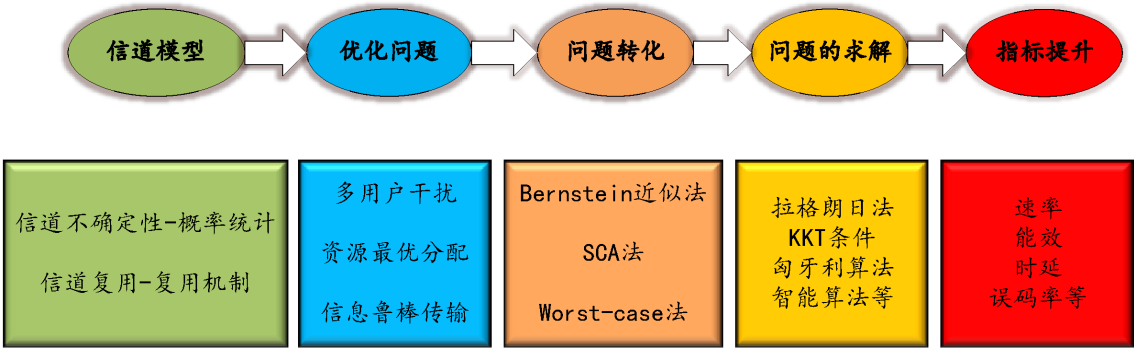 信道模型
优化问题
问题转化
问题的求解
指标提升
信道不确定性-概率统计
信道复用-复用机制
多用户干扰
资源最优分配
信息鲁棒传输
Bernstein近似法
SCA法
Worst-case法
拉格朗日法
KKT条件
匈牙利算法
智能算法等
速率
能效
时延
误码率等